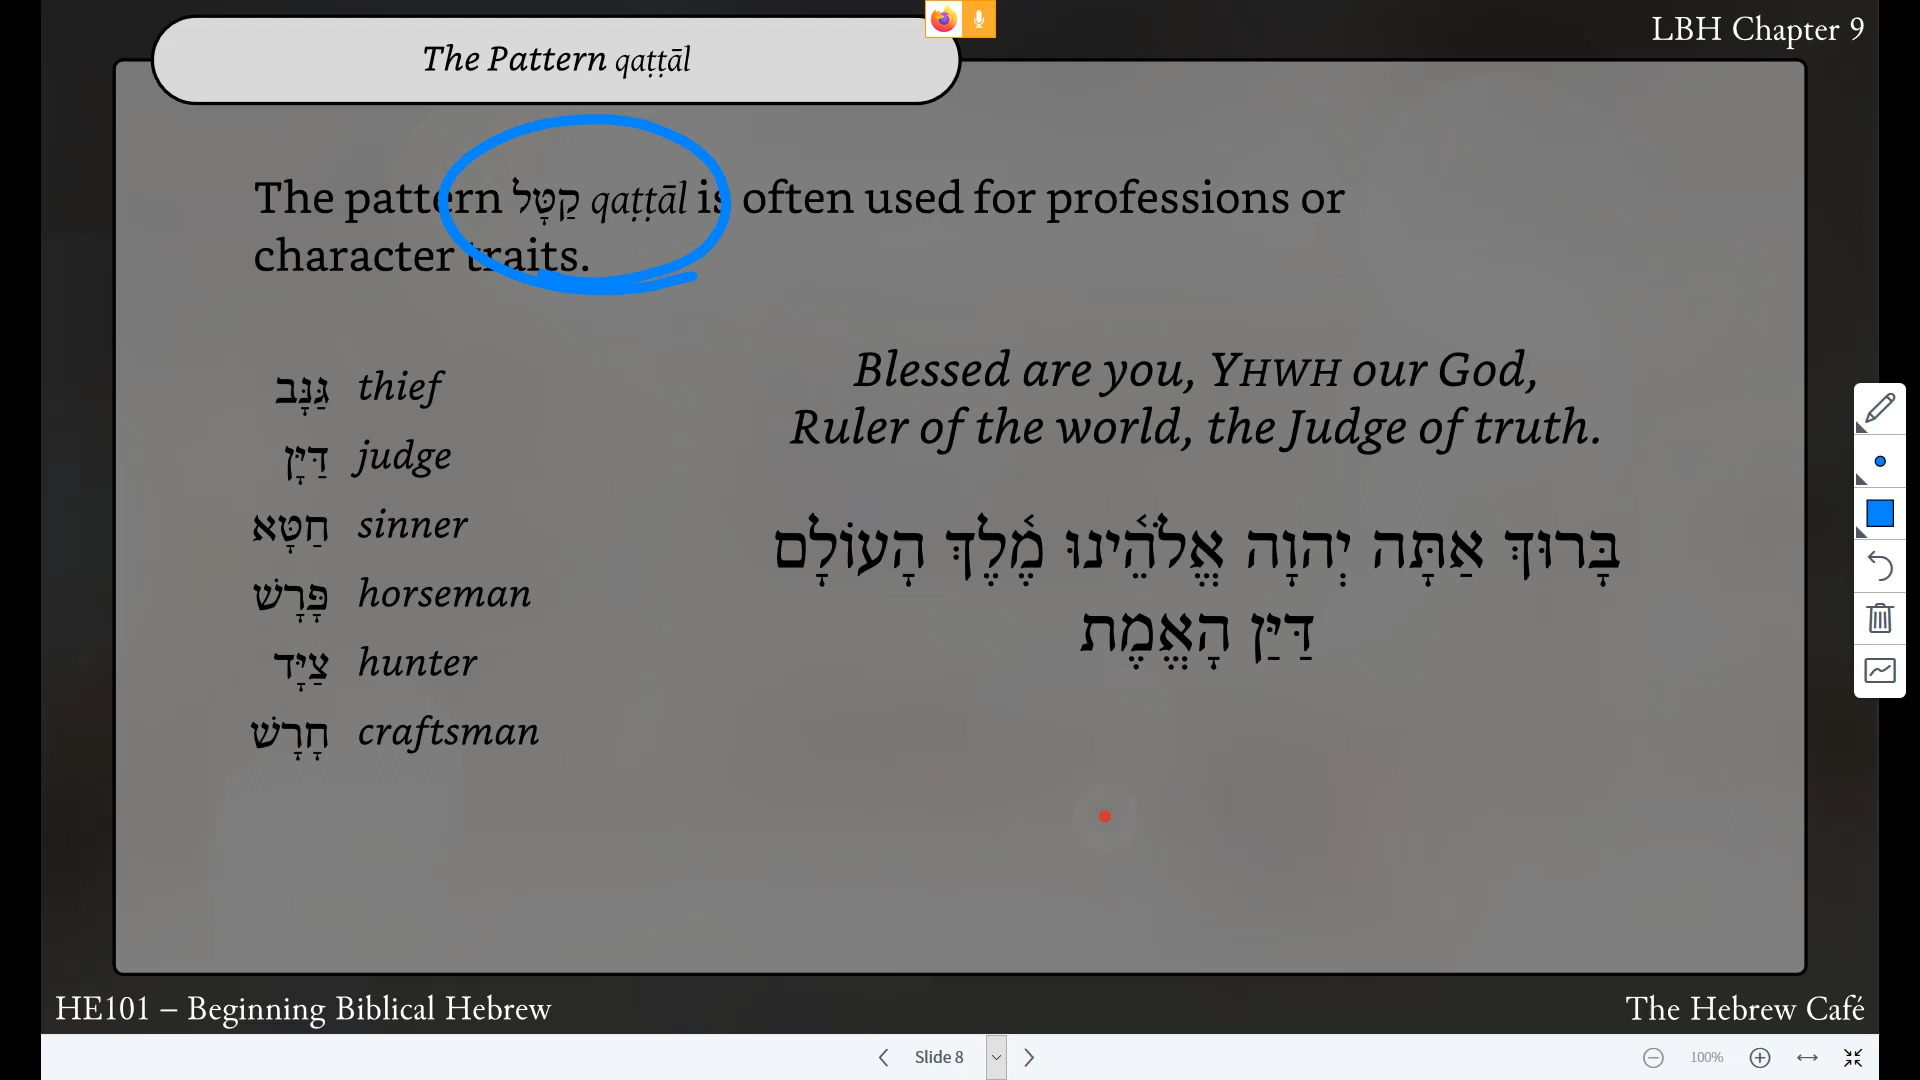 LBH Chapter 9
The Pattern qaṭṭāl
The pattern קַטָּל qaṭṭāl is often used for professions or
character traits.
גַּנָּב thief
דַּיָּן judge
חַטָּא sinner
פָּרָשׁ horseman
צַיָּד hunter
חָרָשׁ craftsman
Blessed are you, YHWH our God,
Ruler of the world, the Judge of truth.
בָּרוּךְ אַתָּה יְהוָה אֱלֹהֵ֫ינוּ מֶ֫לֶךְ הָעוֹלָם
דַּיַּן הָאֱמֶת
HE101 – Beginning Biblical Hebrew
The Hebrew Café
Slide 8
100%